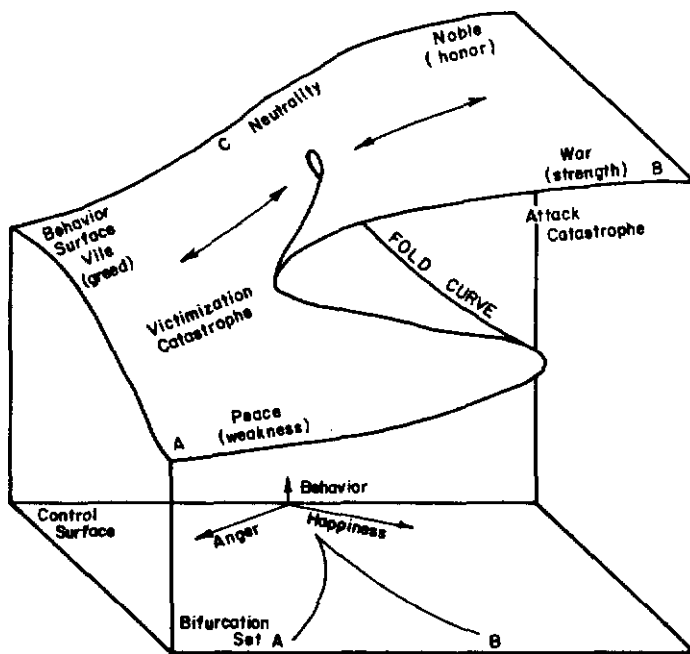 Noble
(honor)
C Neutrality
War
(strength) B
Attack
Catastrophe
Behavior
Surface
Vile
(greed)
FOLD CURVE
Victimization
Catastrophe
A
Peace
(weakness)
Behavior
Anger
Happiness
Control
Surface
Bifurcation
Set A
B